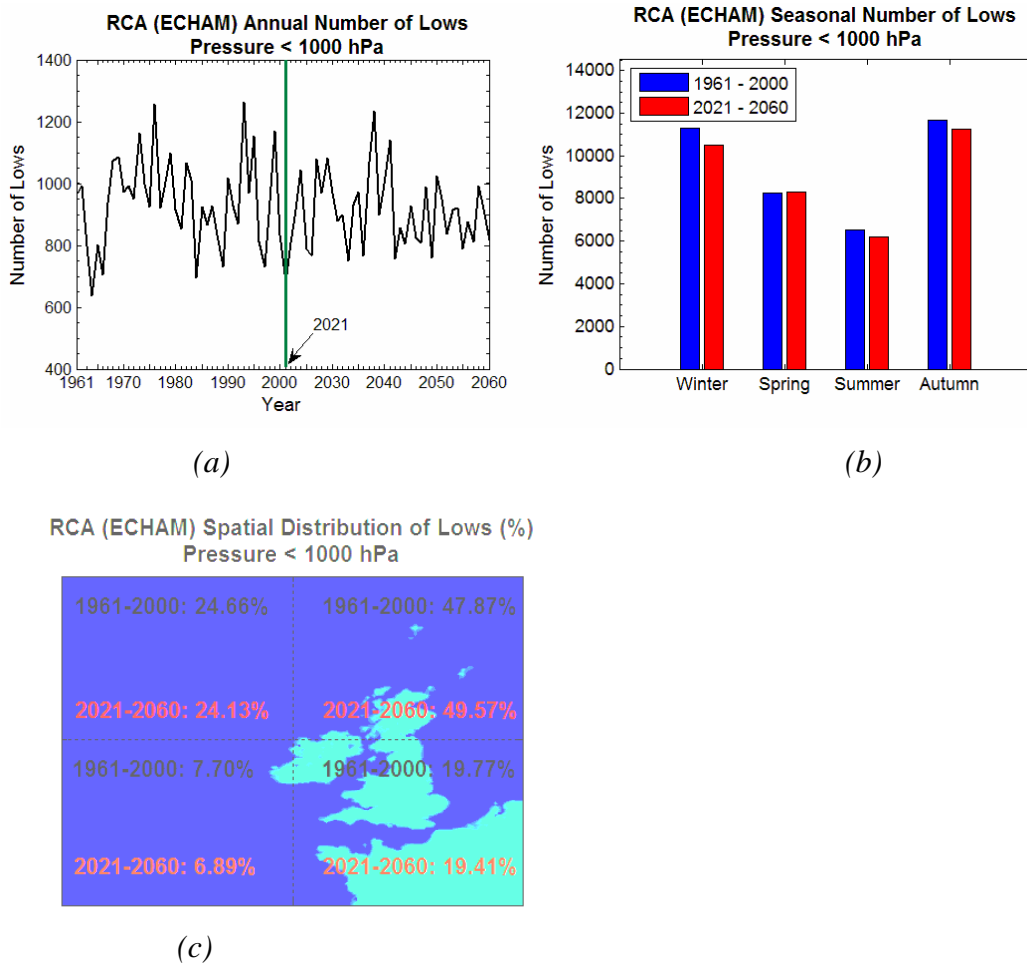 RCA (ECHAM) Annual Number of Lows
Pressure < 1000 hPa
1400
1200
1000
800
600
400
Number of Lows
2021
1961 1970 1980 1990 2000 2030 2040 2050 2060
Year
(a)
RCA (ECHAM) Seasonal Number of Lows
Pressure < 1000 hPa
14000
12000
10000
8000
6000
4000
2000
0
Number of Lows
1961 - 2000
2021 - 2060
Winter Spring Summer Autumn
(b)
RCA (ECHAM) Spatial Distribution of Lows (%)
Pressure < 1000 hPa
1961-2000: 24.66% 1961-2000: 47.87%
2021-2060: 24.13% 2021-2060: 49.57%
1961-2000: 7.70% 1961-2000: 19.77%
2021-2060: 6.89% 2021-2060: 19.41%
(c)